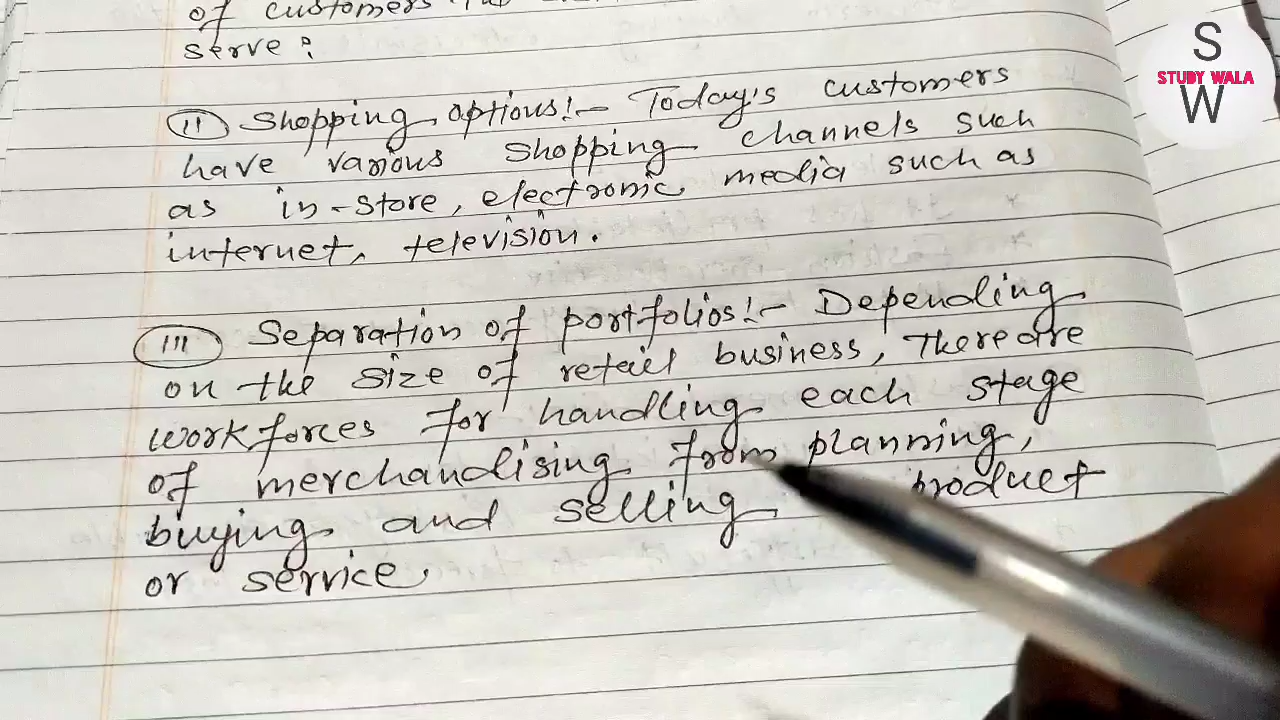 of customers
serve:
S
STUDY WALA
W
(ii) Shopping options:- Today's customers
have various shopping channels such
as in-store, electronic media such as
internet, television.
(iii) Separation of portfolios:- Depending
on the size of retail business, There are
workforces for handling each stage
of merchandising from planning,
buying and selling product
or service.